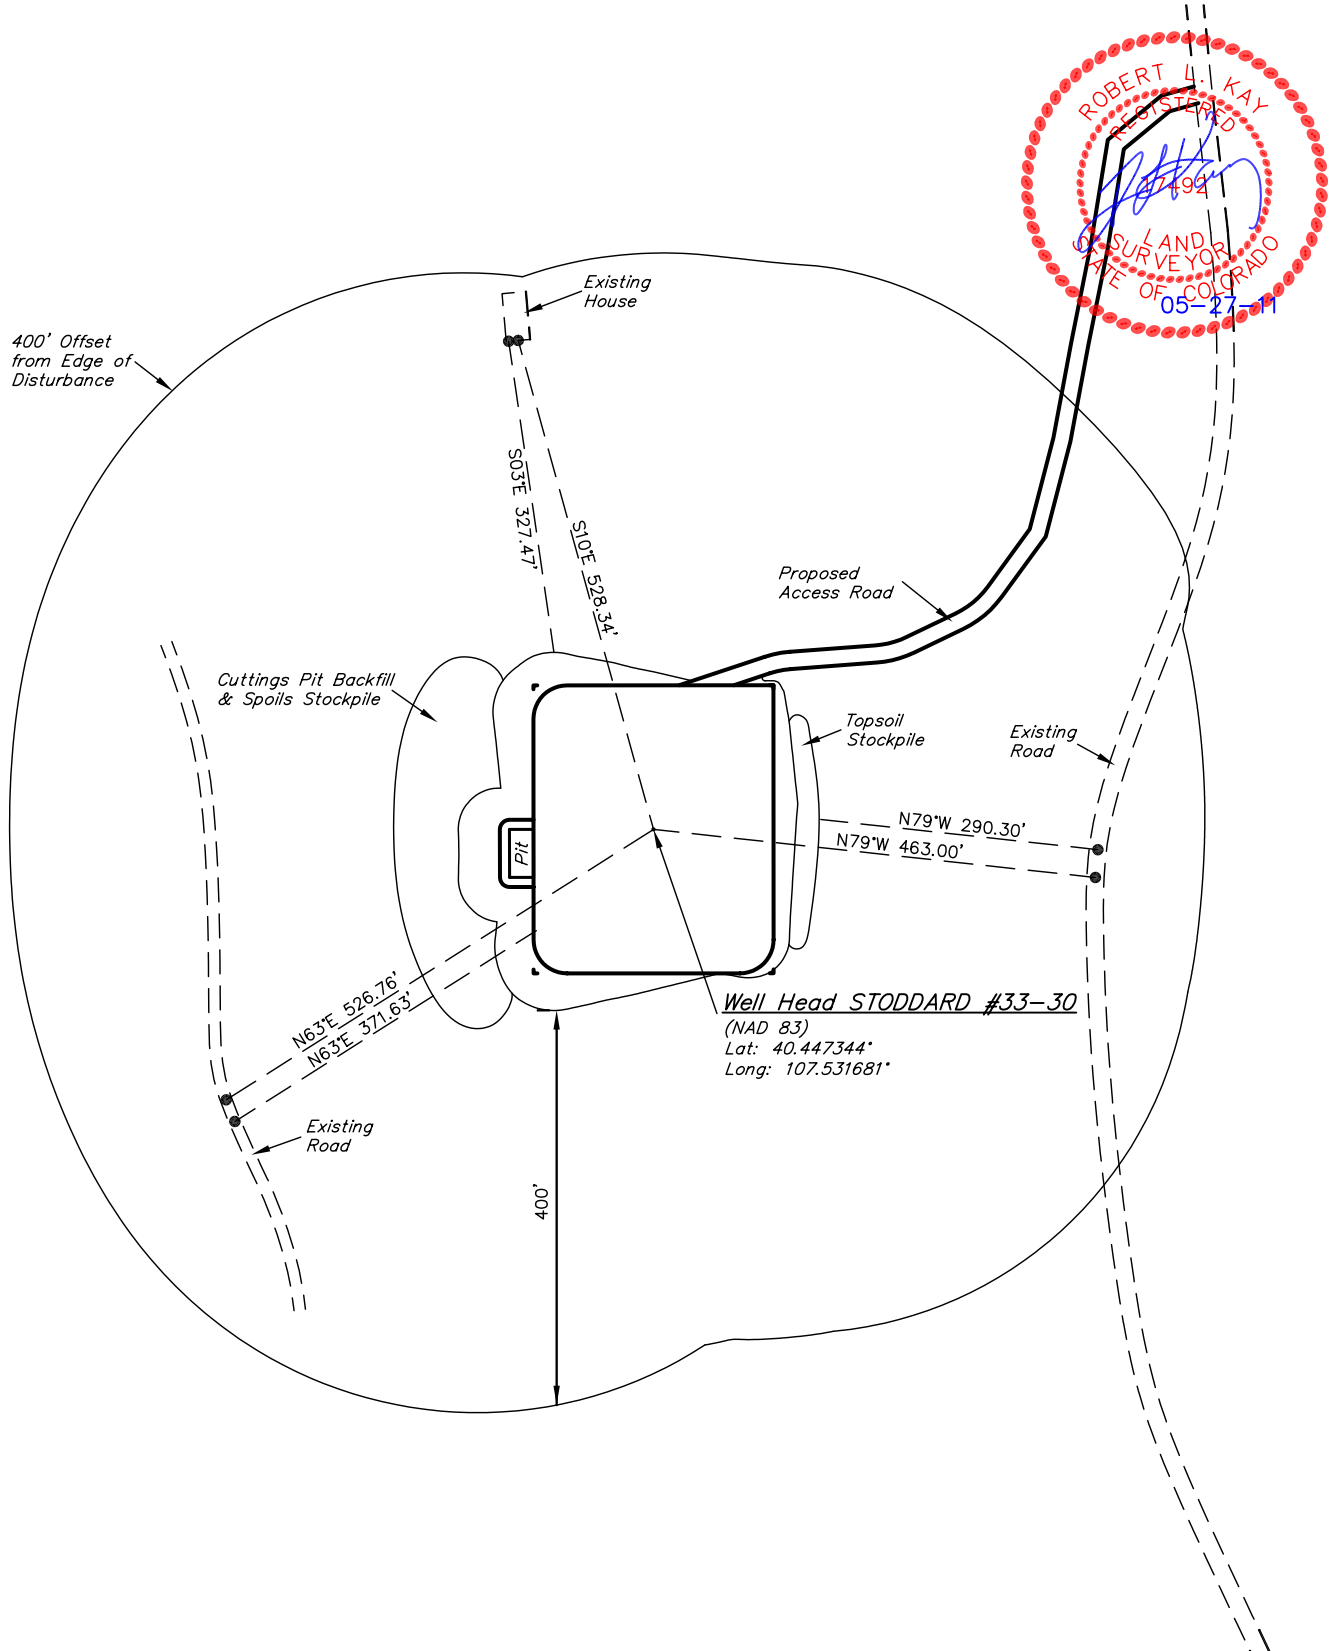 ROBERT L. KAY
REGISTERED
17492
LAND
SURVEYOR
STATE OF COLORADO
05-27-11
Existing
House
400' Offset
from Edge of
Disturbance
S03°E 327.47'
S10°E 528.34'
Proposed
Access Road
Cuttings Pit Backfill
& Spoils Stockpile
Topsoil
Stockpile
Existing
Road
N79°W 290.30'
N79°W 463.00'
Pit
N63°E 526.76'
N63°E 371.63'
Well Head STODDARD #33-30
(NAD 83)
Lat: 40.447344°
Long: 107.531681°
Existing
Road
400'